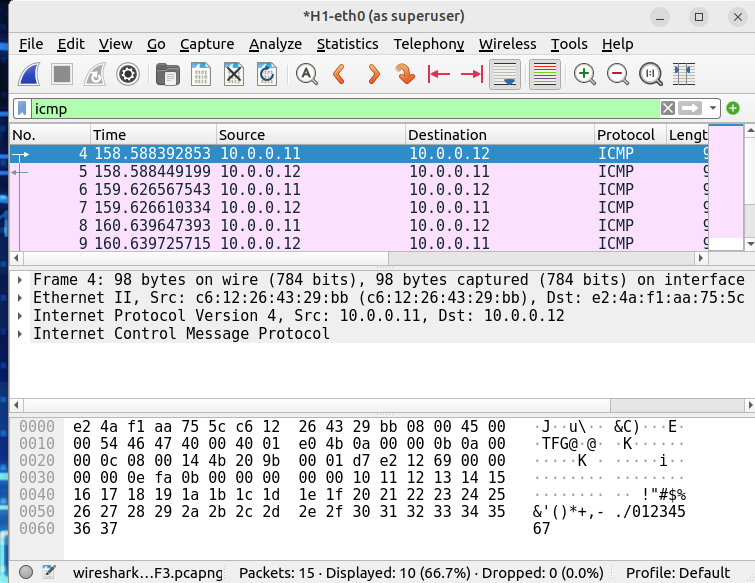 *H1-eth0 (as superuser)
File Edit View Go Capture Analyze Statistics Telephony Wireless Tools Help
icmp
No. Time Source Destination Protocol Lengt
4 158.588392853 10.0.0.11 10.0.0.12 ICMP 9
5 158.588449199 10.0.0.12 10.0.0.11 ICMP 9
6 159.626567543 10.0.0.11 10.0.0.12 ICMP 9
7 159.626610334 10.0.0.12 10.0.0.11 ICMP 9
8 160.639647393 10.0.0.11 10.0.0.12 ICMP 9
9 160.639725715 10.0.0.12 10.0.0.11 ICMP 9
Frame 4: 98 bytes on wire (784 bits), 98 bytes captured (784 bits) on interface
Ethernet II, Src: c6:12:26:43:29:bb (c6:12:26:43:29:bb), Dst: e2:4a:f1:aa:75:5c
Internet Protocol Version 4, Src: 10.0.0.11, Dst: 10.0.0.12
Internet Control Message Protocol
0000 e2 4a f1 aa 75 5c c6 12 26 43 29 bb 08 00 45 00 ·J··u\·· &C)···E·
0010 00 54 46 47 40 00 40 01 e0 4b 0a 00 00 0b 0a 00 ·TFG@·@· ·K······
0020 00 0c 08 00 14 4b 20 9b 00 01 d7 e2 12 69 00 00 ·····K · ·····i··
0030 00 00 0e fa 0b 00 00 00 00 00 10 11 12 13 14 15 ········ ········
0040 16 17 18 19 1a 1b 1c 1d 1e 1f 20 21 22 23 24 25 ········ ·· !"#$%
0050 26 27 28 29 2a 2b 2c 2d 2e 2f 30 31 32 33 34 35 &'()*+,- ./012345
0060 36 37 67
wireshark…F3.pcapng Packets: 15 · Displayed: 10 (66.7%) · Dropped: 0 (0.0%) Profile: Default